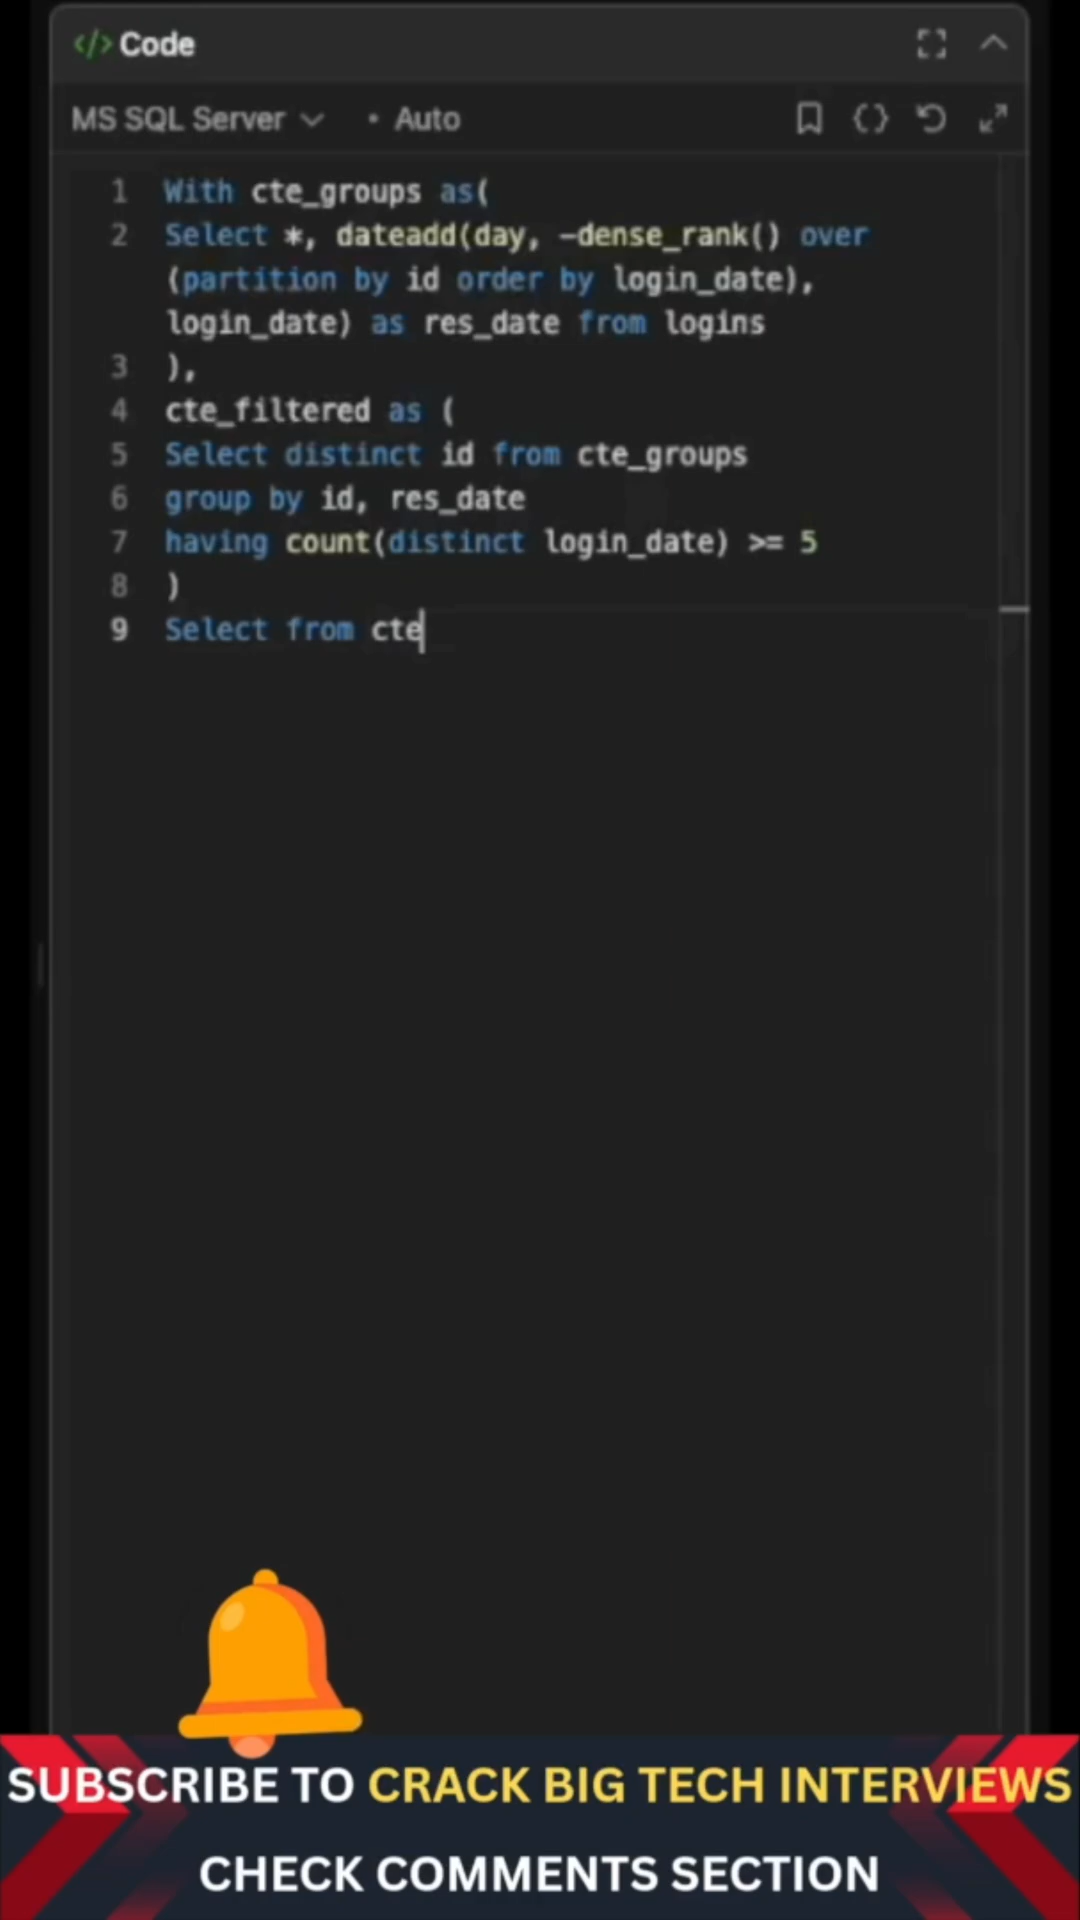 </> Code
MS SQL Server • Auto
1 With cte_groups as(
2 Select *, dateadd(day, -dense_rank() over
(partition by id order by login_date),
login_date) as res_date from logins
3 ),
4 cte_filtered as (
5 Select distinct id from cte_groups
6 group by id, res_date
7 having count(distinct login_date) >= 5
8 )
9 Select from cte
SUBSCRIBE TO CRACK BIG TECH INTERVIEWS
CHECK COMMENTS SECTION